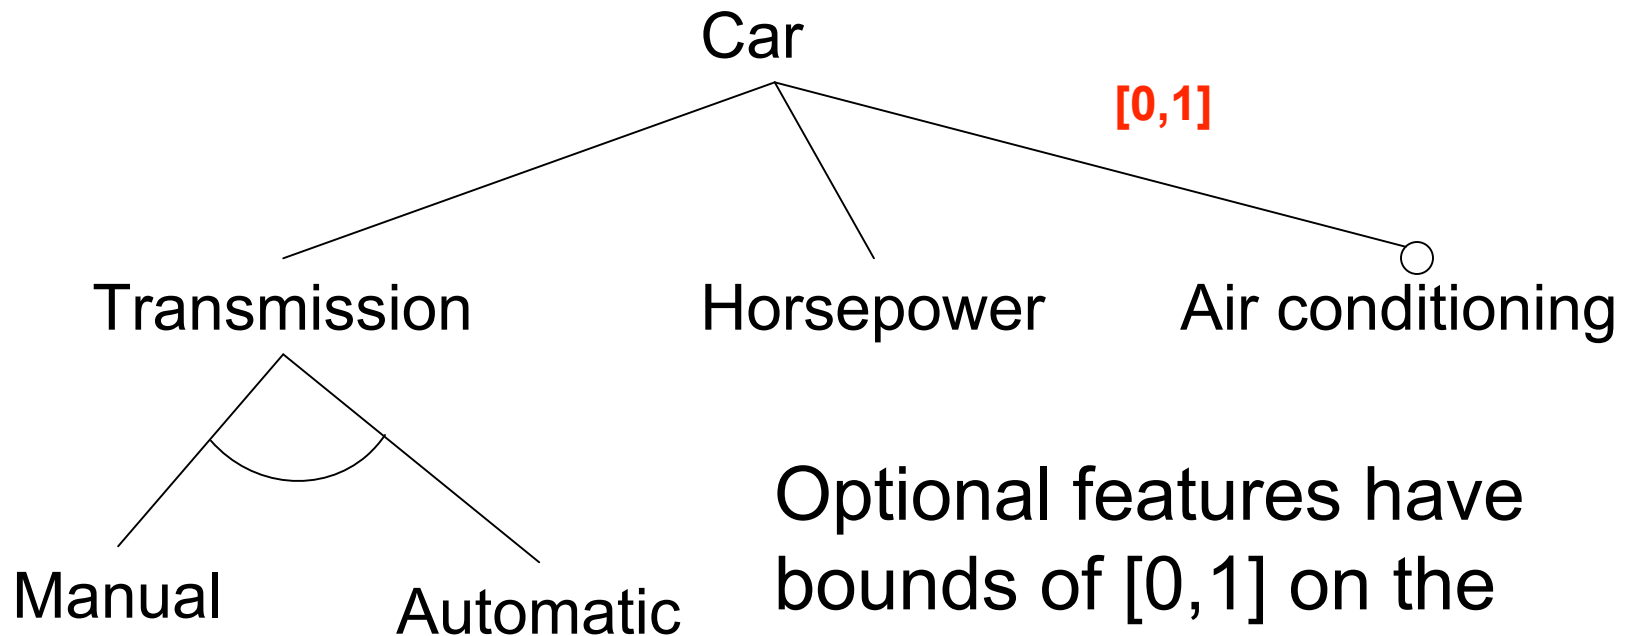 Car
[0,1]
Transmission
Horsepower
Air conditioning
Manual
Automatic
Optional features have
bounds of [0,1] on the